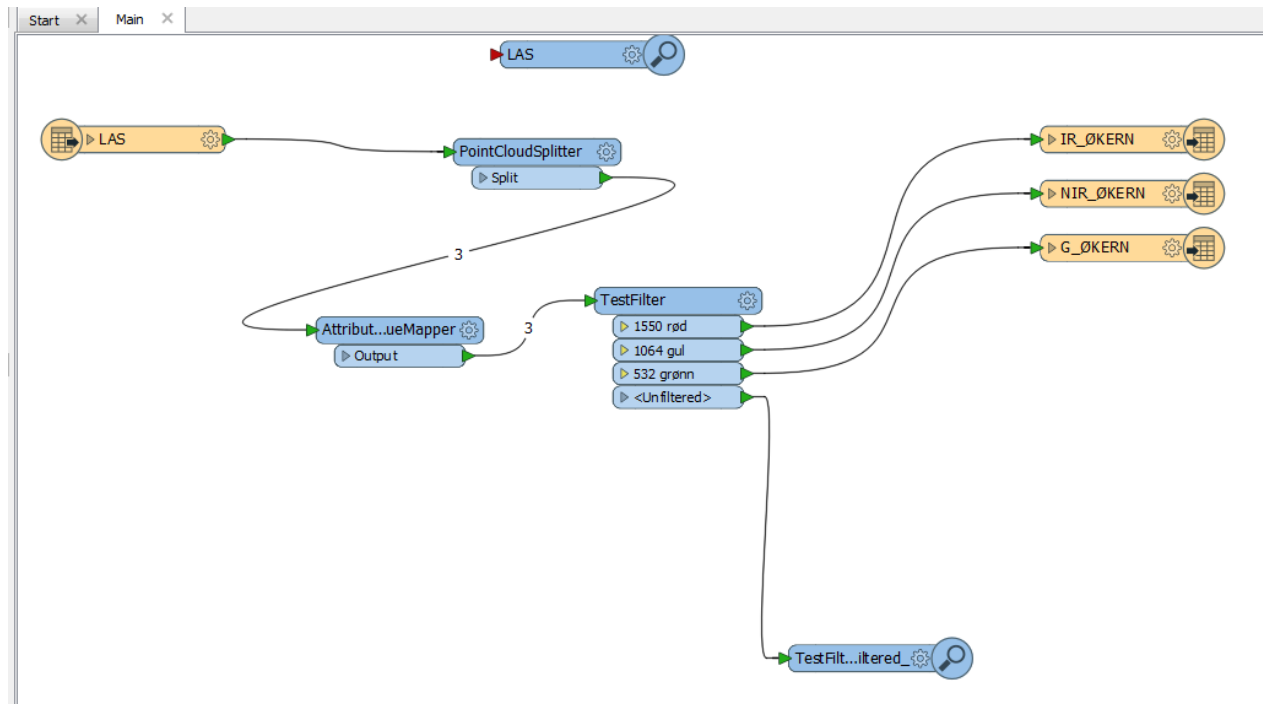 Start
Main
LAS
LAS
PointCloudSplitter
Split
3
Attribut...ueMapper
Output
3
TestFilter
1550 rød
1064 gul
532 grønn
<Unfiltered>
IR_ØKERN
NIR_ØKERN
G_ØKERN
TestFilt...iltered_